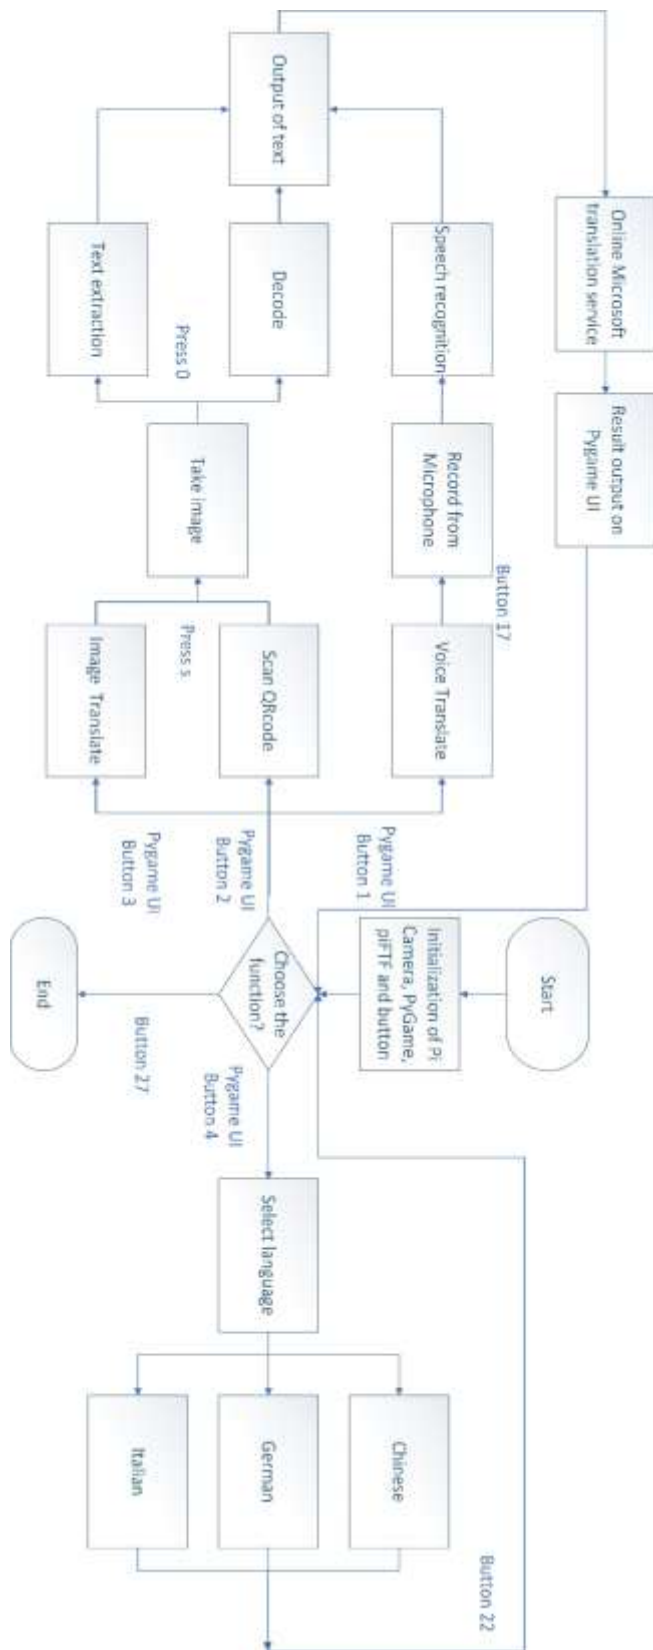 Start
Initialization of Pi
Camera, PyGame,
piFTF and button
Choose the
function?
Pygame UI
Button 1
Pygame UI
Button 2
Pygame UI
Button 3
Pygame UI
Button 4
Button 27
End
Voice Translate
Button 17
Record from
Microphone
Speech recognition
Scan QRcode
Image Translate
Press s
Take image
Press 0
Decode
Text extraction
Output of text
Online Microsoft
translation service
Result output on
Pygame UI
Select language
Chinese
German
Italian
Button 22